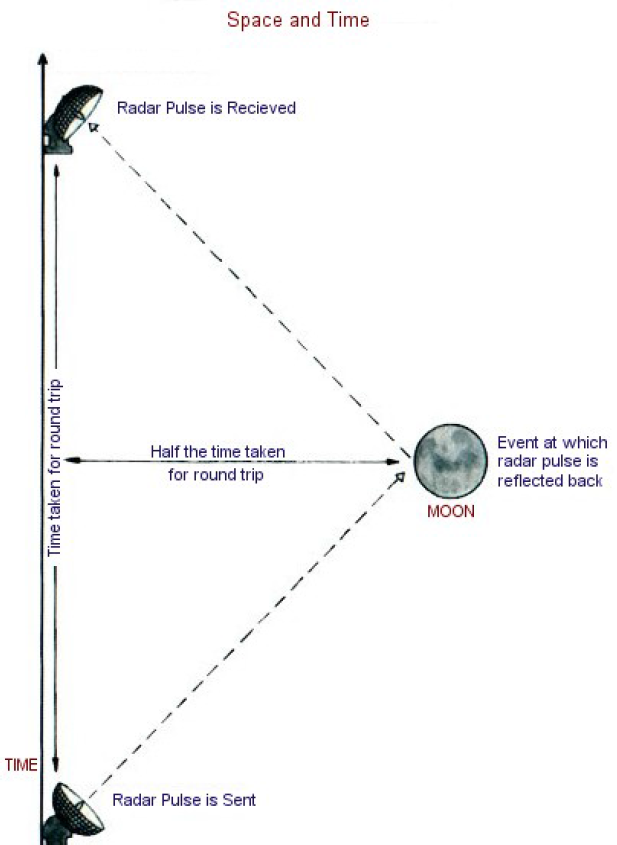 Space and Time
Radar Pulse is Recieved
Time taken for round trip
Half the time taken
for round trip
Event at which
radar pulse is
reflected back
MOON
TIME
Radar Pulse is Sent